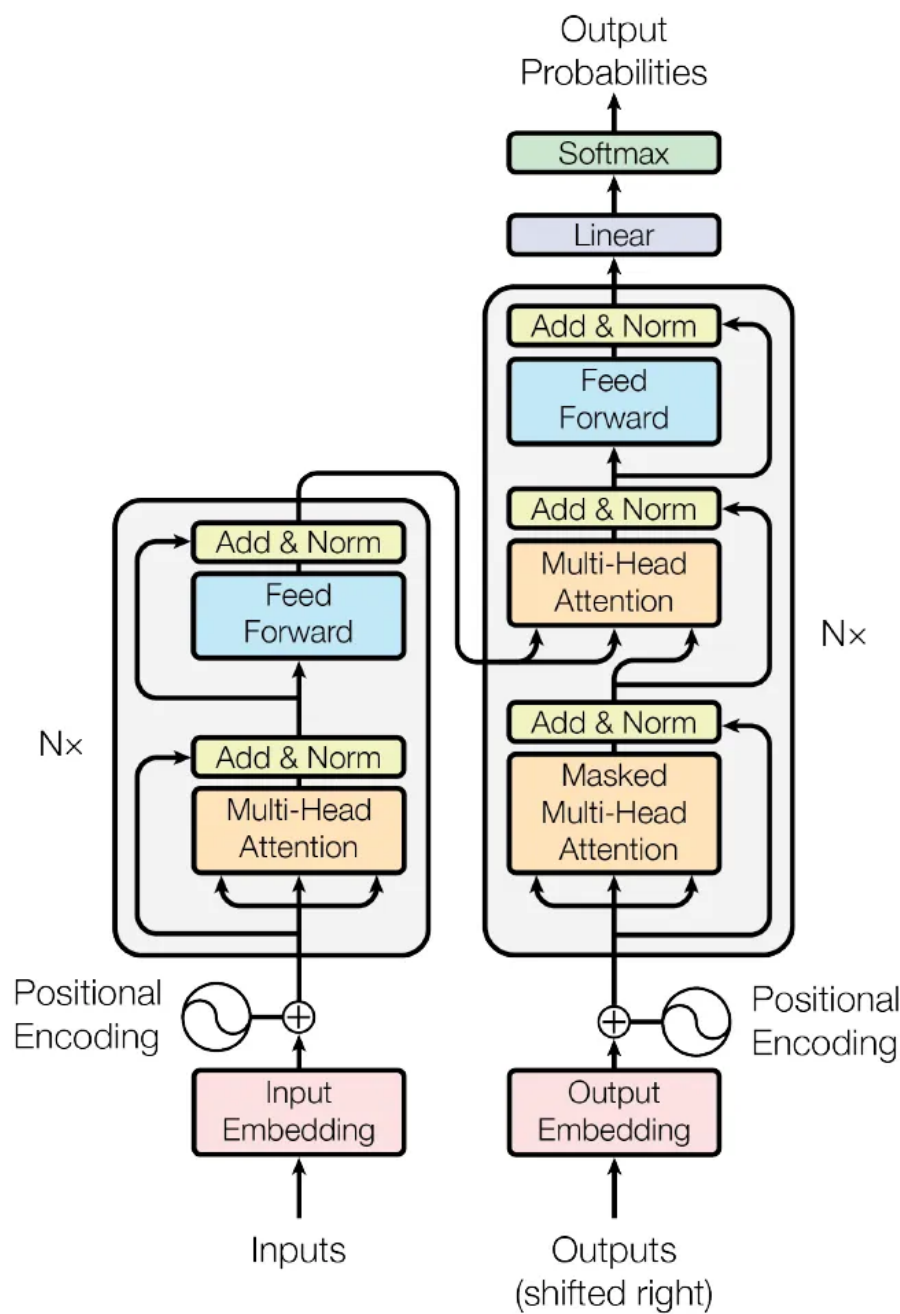 Output
Probabilities
Softmax
Linear
Add & Norm
Feed
Forward
Add & Norm
Multi-Head
Attention
Add & Norm
Masked
Multi-Head
Attention
N×
Add & Norm
Feed
Forward
Add & Norm
Multi-Head
Attention
N×
Positional
Encoding
Positional
Encoding
Input
Embedding
Output
Embedding
Inputs
Outputs
(shifted right)